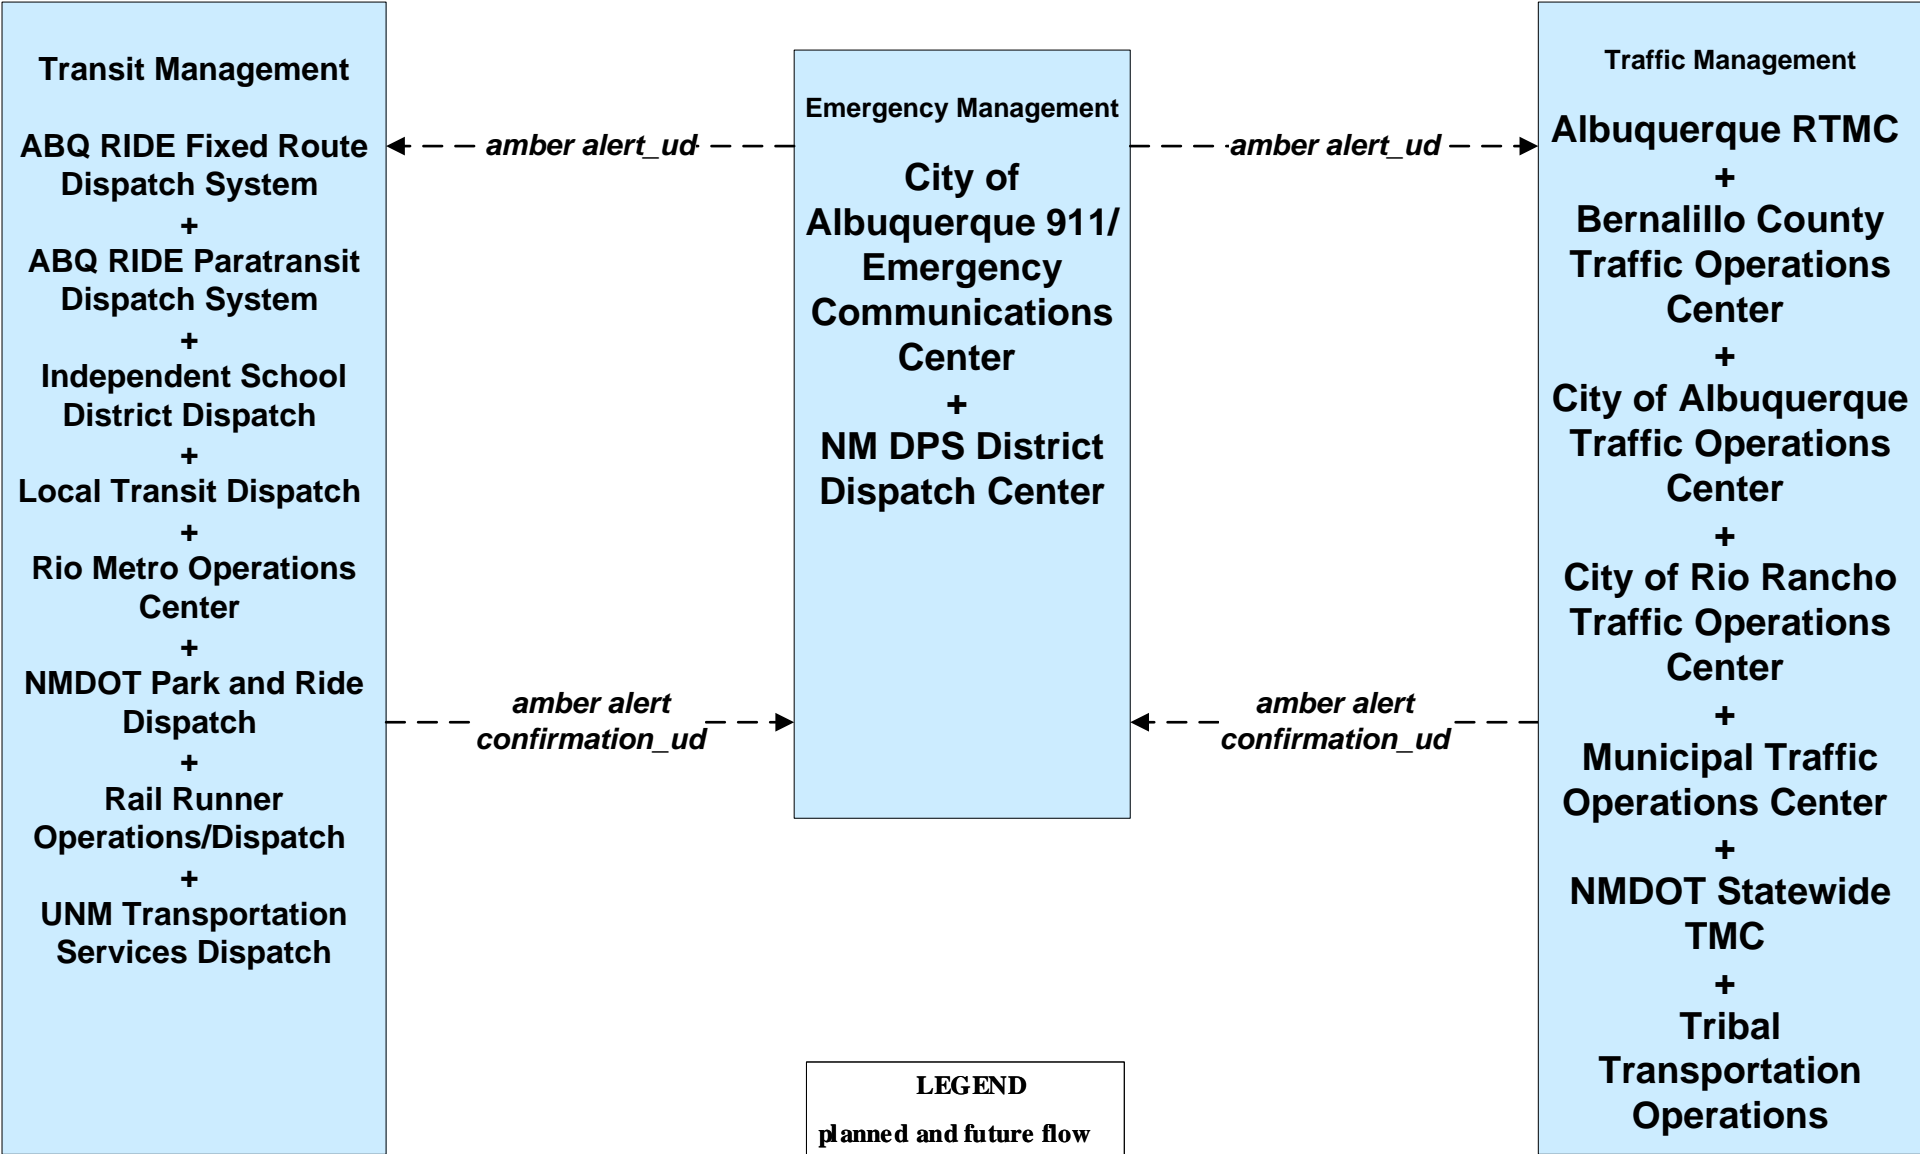 Transit Management
ABQ RIDE Fixed Route
Dispatch System
+
ABQ RIDE Paratransit
Dispatch System
+
Independent School
District Dispatch
+
Local Transit Dispatch
+
Rio Metro Operations
Center
+
NMDOT Park and Ride
Dispatch
+
Rail Runner
Operations/Dispatch
+
UNM Transportation
Services Dispatch
amber alert_ud
amber alert
confirmation_ud
Emergency Management
City of
Albuquerque 911/
Emergency
Communications
Center
+
NM DPS District
Dispatch Center
amber alert_ud
amber alert
confirmation_ud
Traffic Management
Albuquerque RTMC
+
Bernalillo County
Traffic Operations
Center
+
City of Albuquerque
Traffic Operations
Center
+
City of Rio Rancho
Traffic Operations
Center
+
Municipal Traffic
Operations Center
+
NMDOT Statewide
TMC
+
Tribal
Transportation
Operations
LEGEND
planned and future flow